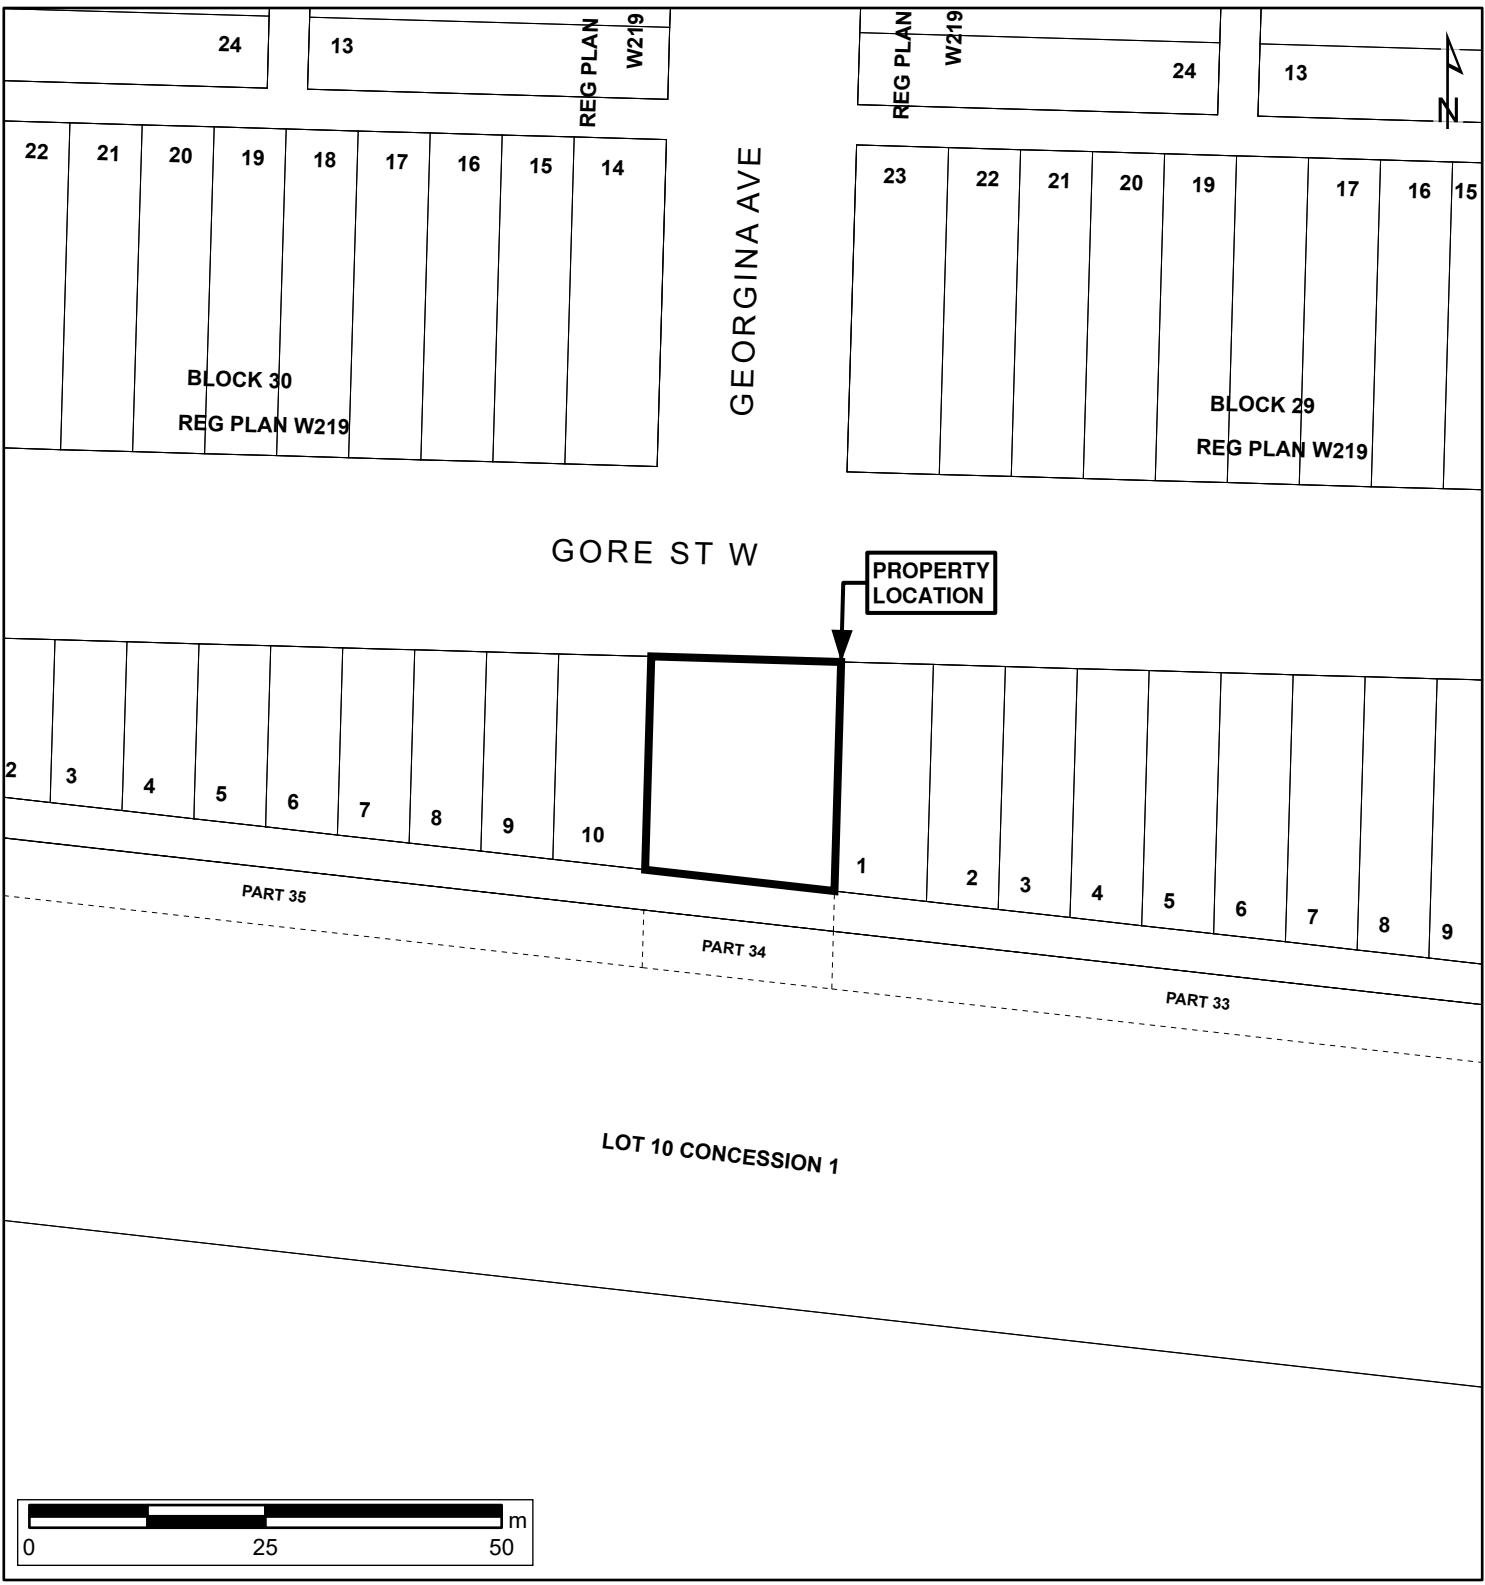 24
13
REG PLAN
W219
REG PLAN
W219
24
13
N
22
21
20
19
18
17
16
15
14
GEORGINA AVE
23
22
21
20
19
17
16
15
BLOCK 30
REG PLAN W219
BLOCK 29
REG PLAN W219
GORE ST W
PROPERTY
LOCATION
2
3
4
5
6
7
8
9
10
1
2
3
4
5
6
7
8
9
PART 35
PART 34
PART 33
LOT 10 CONCESSION 1
m
0
25
50